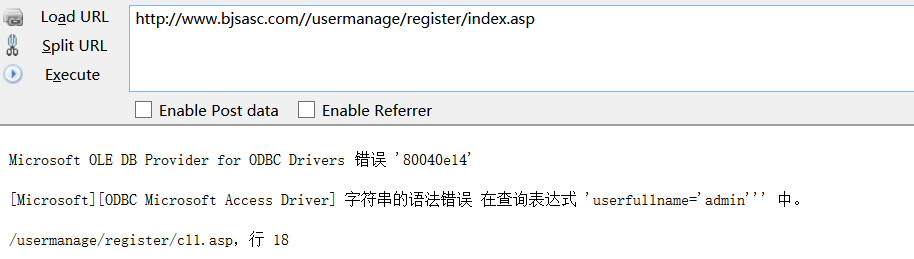 Load URL
http://www.bjsasc.com//usermanage/register/index.asp
Split URL
Execute
Enable Post data Enable Referrer
Microsoft OLE DB Provider for ODBC Drivers 错误 '80040e14'
[Microsoft][ODBC Microsoft Access Driver] 字符串的语法错误 在查询表达式 'userfullname='admin''' 中。
/usermanage/register/cl1.asp，行 18